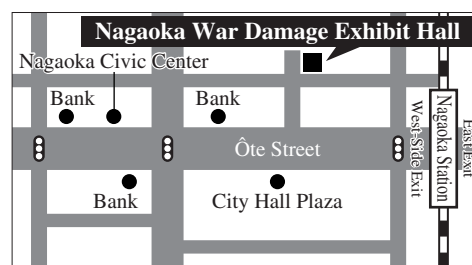 Nagaoka War Damage Exhibit Hall
Nagaoka Civic Center
Bank
Bank
Ôte Street
Bank
City Hall Plaza
West-Side Exit
Nagaoka Station
East Exit